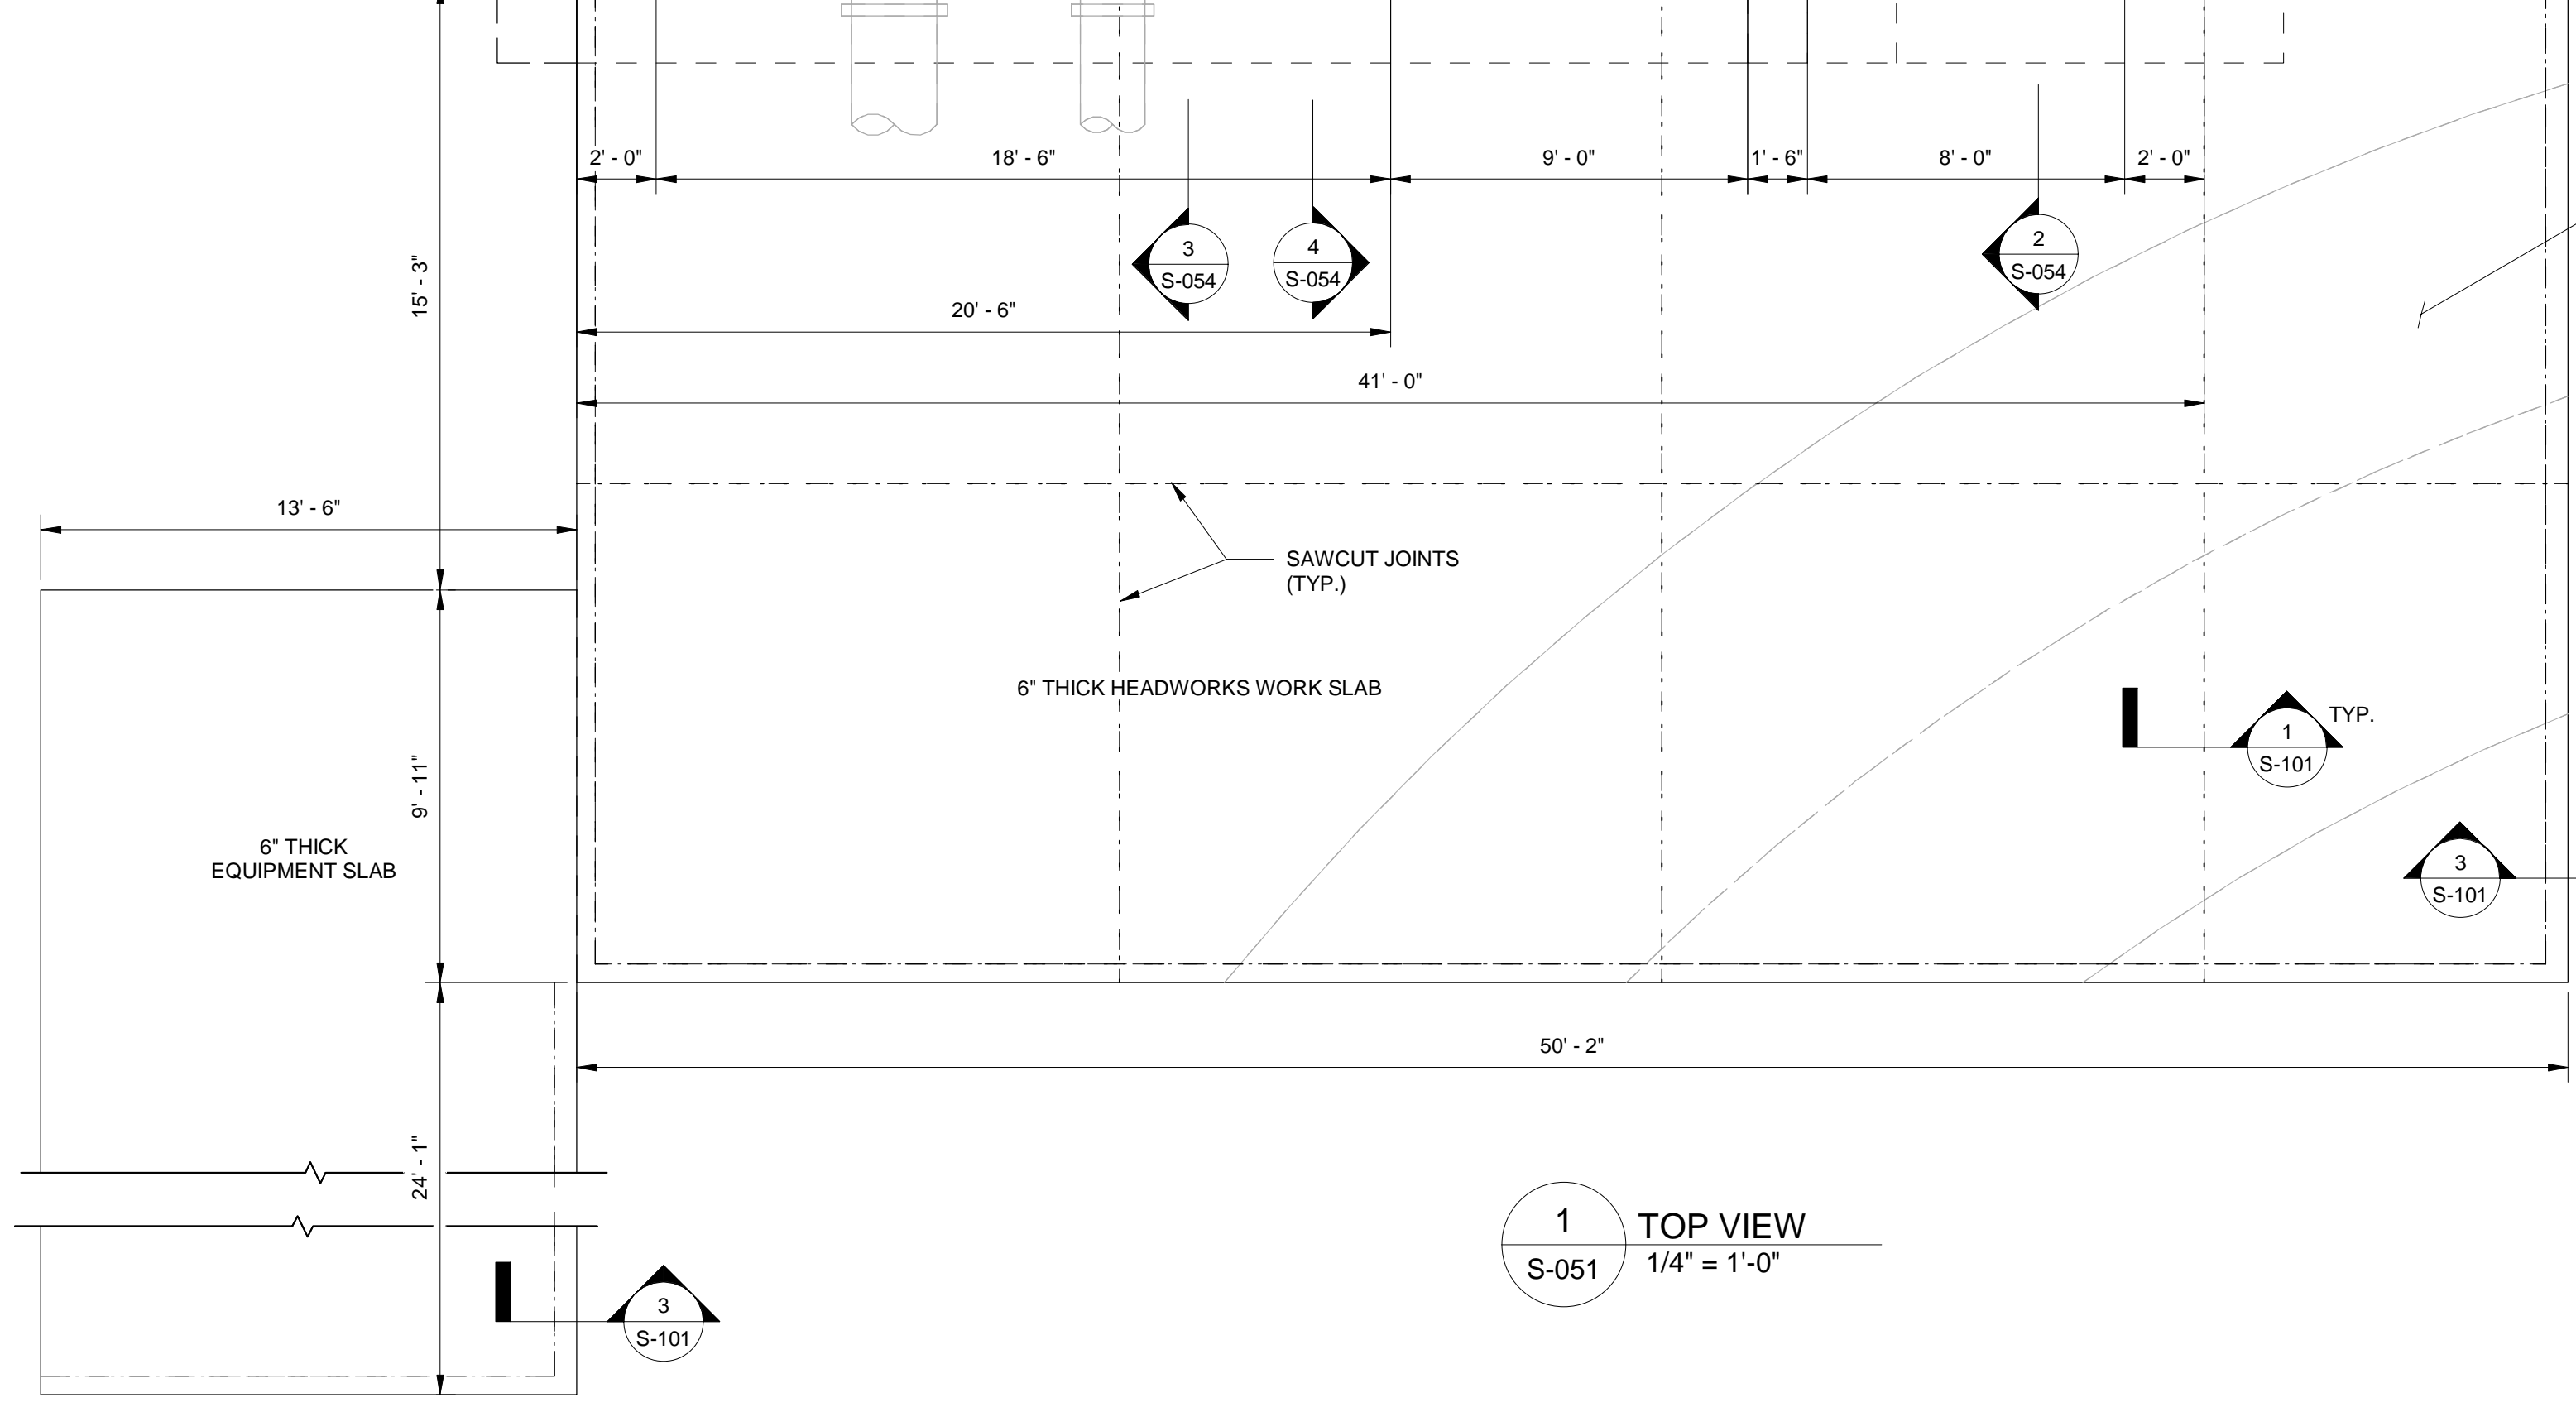 2' - 0"
18' - 6"
9' - 0"
1' - 6"
8' - 0"
2' - 0"
15' - 3"
3
S-054
4
S-054
2
S-054
20' - 6"
41' - 0"
13' - 6"
SAWCUT JOINTS
(TYP.)
6" THICK HEADWORKS WORK SLAB
1
S-101
TYP.
9' - 11"
6" THICK
EQUIPMENT SLAB
3
S-101
50' - 2"
24' - 1"
1
S-051
TOP VIEW
1/4" = 1'-0"
3
S-101